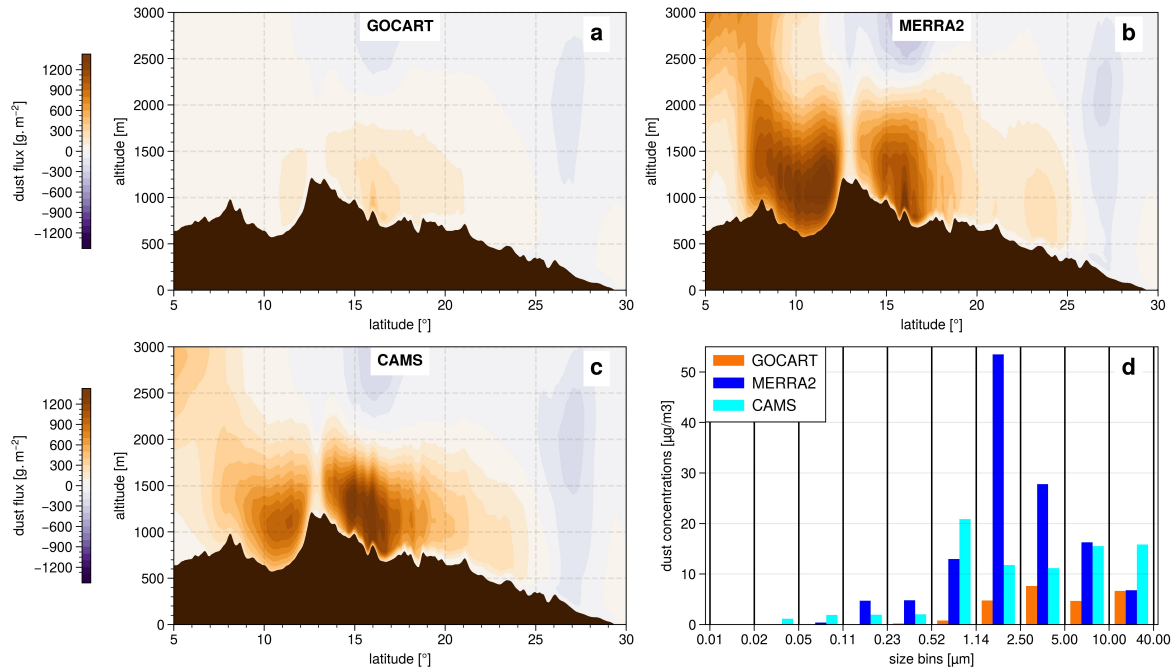 GOCART
a
3000
2500
2000
1500
1000
500
0
altitude [m]
5 10 15 20 25 30
latitude [°]
1200
900
600
300
0
−300
−600
−900
−1200
dust flux [g. m⁻²]
MERRA2
b
3000
2500
2000
1500
1000
500
0
altitude [m]
5 10 15 20 25 30
latitude [°]
CAMS
c
3000
2500
2000
1500
1000
500
0
altitude [m]
5 10 15 20 25 30
latitude [°]
1200
900
600
300
0
−300
−600
−900
−1200
dust flux [g. m⁻²]
GOCART
MERRA2
CAMS
d
50
40
30
20
10
0
dust concentrations [µg/m3]
0.01 0.02 0.05 0.11 0.23 0.52 1.14 2.50 5.00 10.00 40.00
size bins [µm]